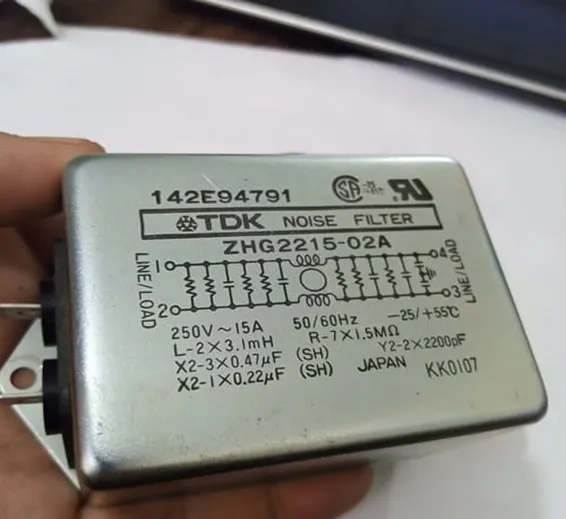 142E94791
TDK NOISE FILTER
ZHG2215-02A
LINE/LOAD
1
2
4
3
LINE/LOAD
250V~15A 50/60Hz -25/+55℃
L-2×3.1mH R-7×1.5MΩ
X2-3×0.47μF (SH) Y2-2×2200pF
X2-1×0.22μF (SH) JAPAN KK0107